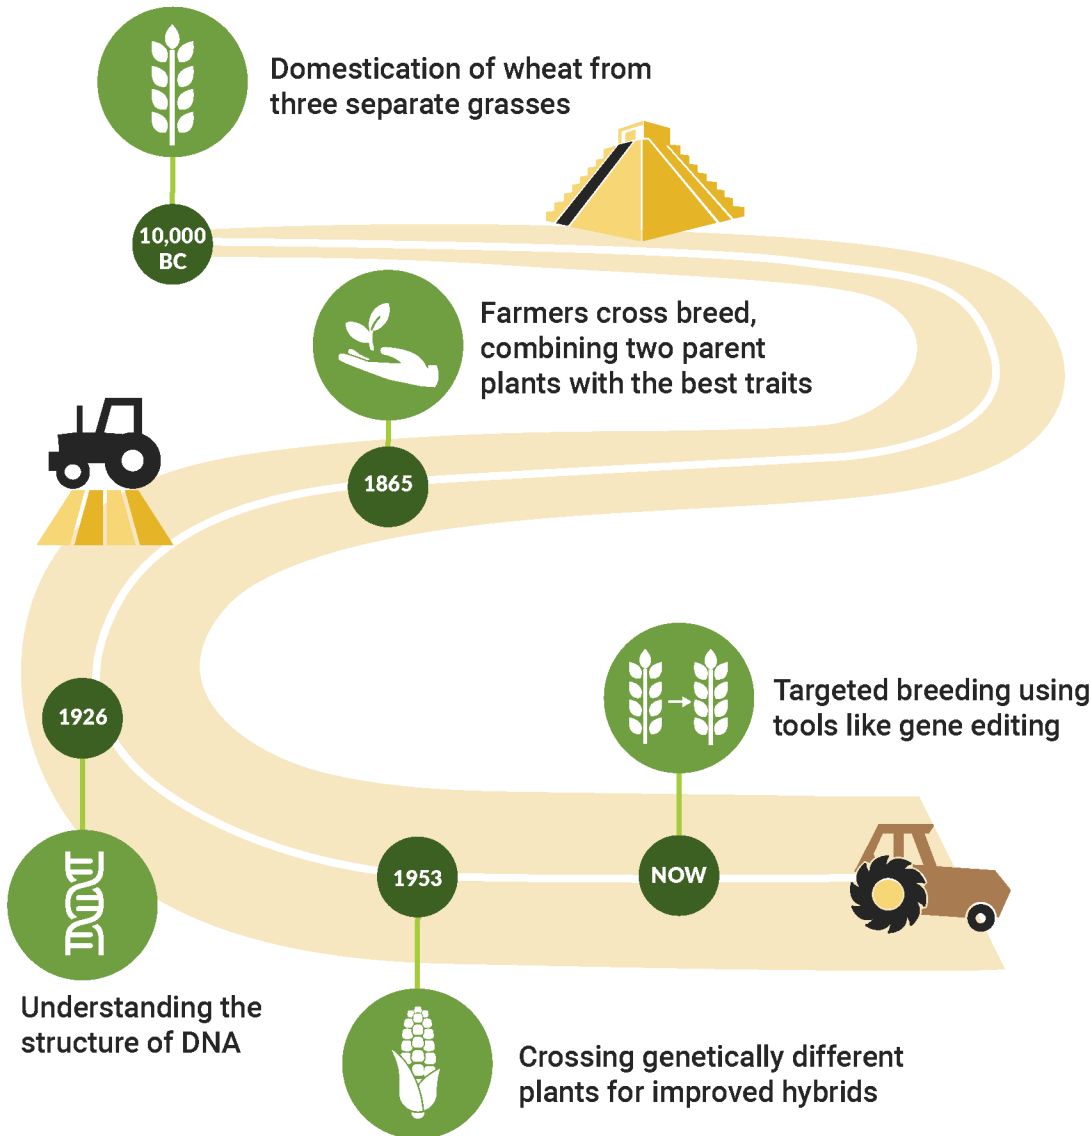 Domestication of wheat from
three separate grasses
10,000
BC
Farmers cross breed,
combining two parent
plants with the best traits
1865
1926
Understanding the
structure of DNA
1953
Crossing genetically different
plants for improved hybrids
Targeted breeding using
tools like gene editing
NOW